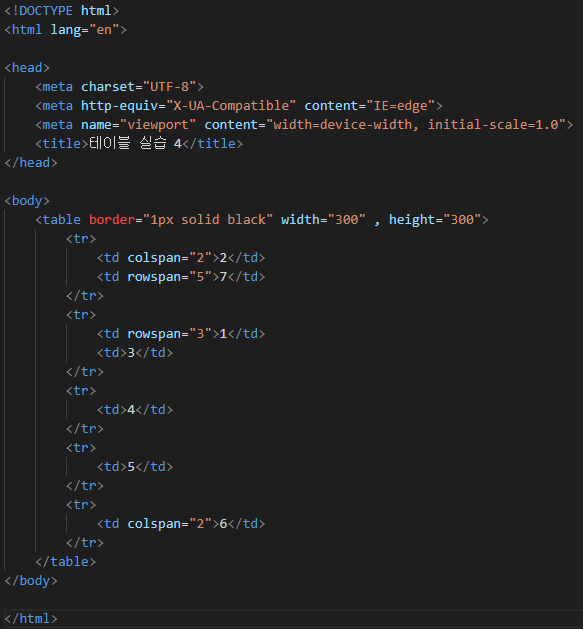 <!DOCTYPE html>
<html lang="en">
<head>
    <meta charset="UTF-8">
    <meta http-equiv="X-UA-Compatible" content="IE=edge">
    <meta name="viewport" content="width=device-width, initial-scale=1.0">
    <title>테이블 실습 4</title>
</head>
<body>
    <table border="1px solid black" width="300" , height="300">
        <tr>
            <td colspan="2">2</td>
            <td rowspan="5">7</td>
        </tr>
        <tr>
            <td rowspan="3">1</td>
            <td>3</td>
        </tr>
        <tr>
            <td>4</td>
        </tr>
        <tr>
            <td>5</td>
        </tr>
        <tr>
            <td colspan="2">6</td>
        </tr>
    </table>
</body>
</html>